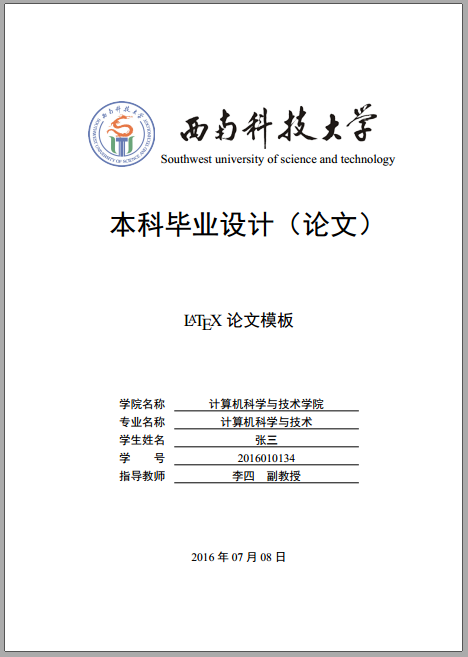 西南科技大学
Southwest university of science and technology
本科毕业设计（论文）
LATEX 论文模板
学院名称 计算机科学与技术学院
专业名称 计算机科学与技术
学生姓名 张三
学 号 2016010134
指导教师 李四 副教授
2016 年 07 月 08 日